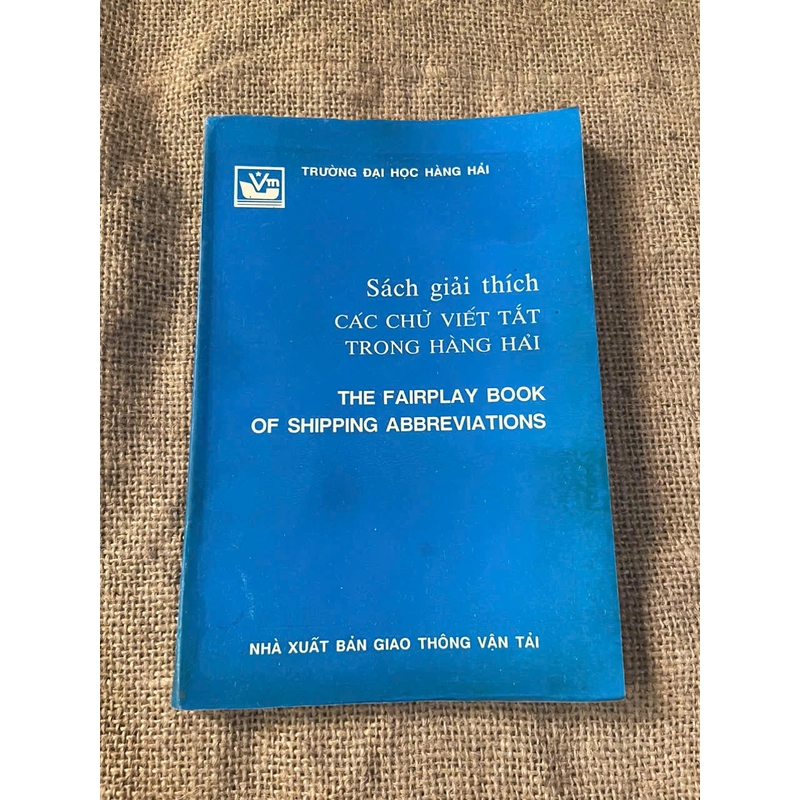 Vm
TRƯỜNG ĐẠI HỌC HÀNG HẢI
Sách giải thích
CÁC CHỮ VIẾT TẮT
TRONG HÀNG HẢI
THE FAIRPLAY BOOK
OF SHIPPING ABBREVIATIONS
NHÀ XUẤT BẢN GIAO THÔNG VẬN TẢI